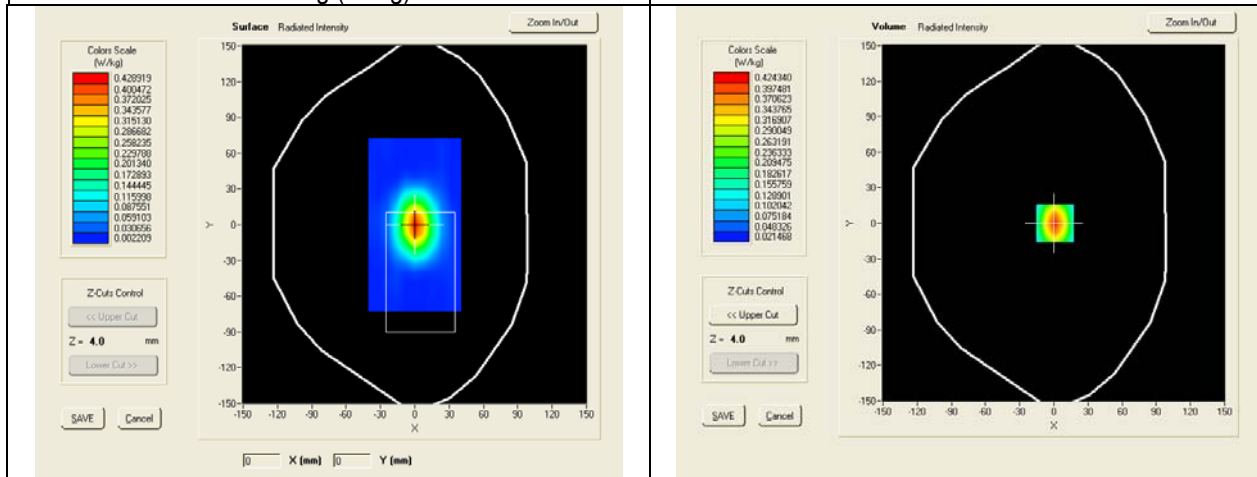 Surface Radiated Intensity
Zoom In/Out
Colors Scale
(W/kg)
0.428919
0.400472
0.372025
0.343577
0.315130
0.286682
0.258235
0.229788
0.201340
0.172893
0.144445
0.115998
0.087551
0.059103
0.030656
0.002209
Z-Cuts Control
<< Upper Cut
Z = 4.0 mm
Lower Cut >>
SAVE Cancel
150
120
90
60
30
0
-30
-60
-90
-120
-150
Y
-150 -120 -90 -60 -30 0 30 60 90 120 150
X
0 X (mm) 0 Y (mm)
Volume Radiated Intensity
Zoom In/Out
Colors Scale
(W/kg)
0.424340
0.397481
0.370623
0.343765
0.316907
0.290049
0.263191
0.236333
0.209475
0.182617
0.155759
0.128901
0.102042
0.075184
0.048326
0.021468
Z-Cuts Control
<< Upper Cut
Z = 4.0 mm
Lower Cut >>
SAVE Cancel
150
120
90
60
30
0
-30
-60
-90
-120
-150
Y
-150 -120 -90 -60 -30 0 30 60 90 120 150
X